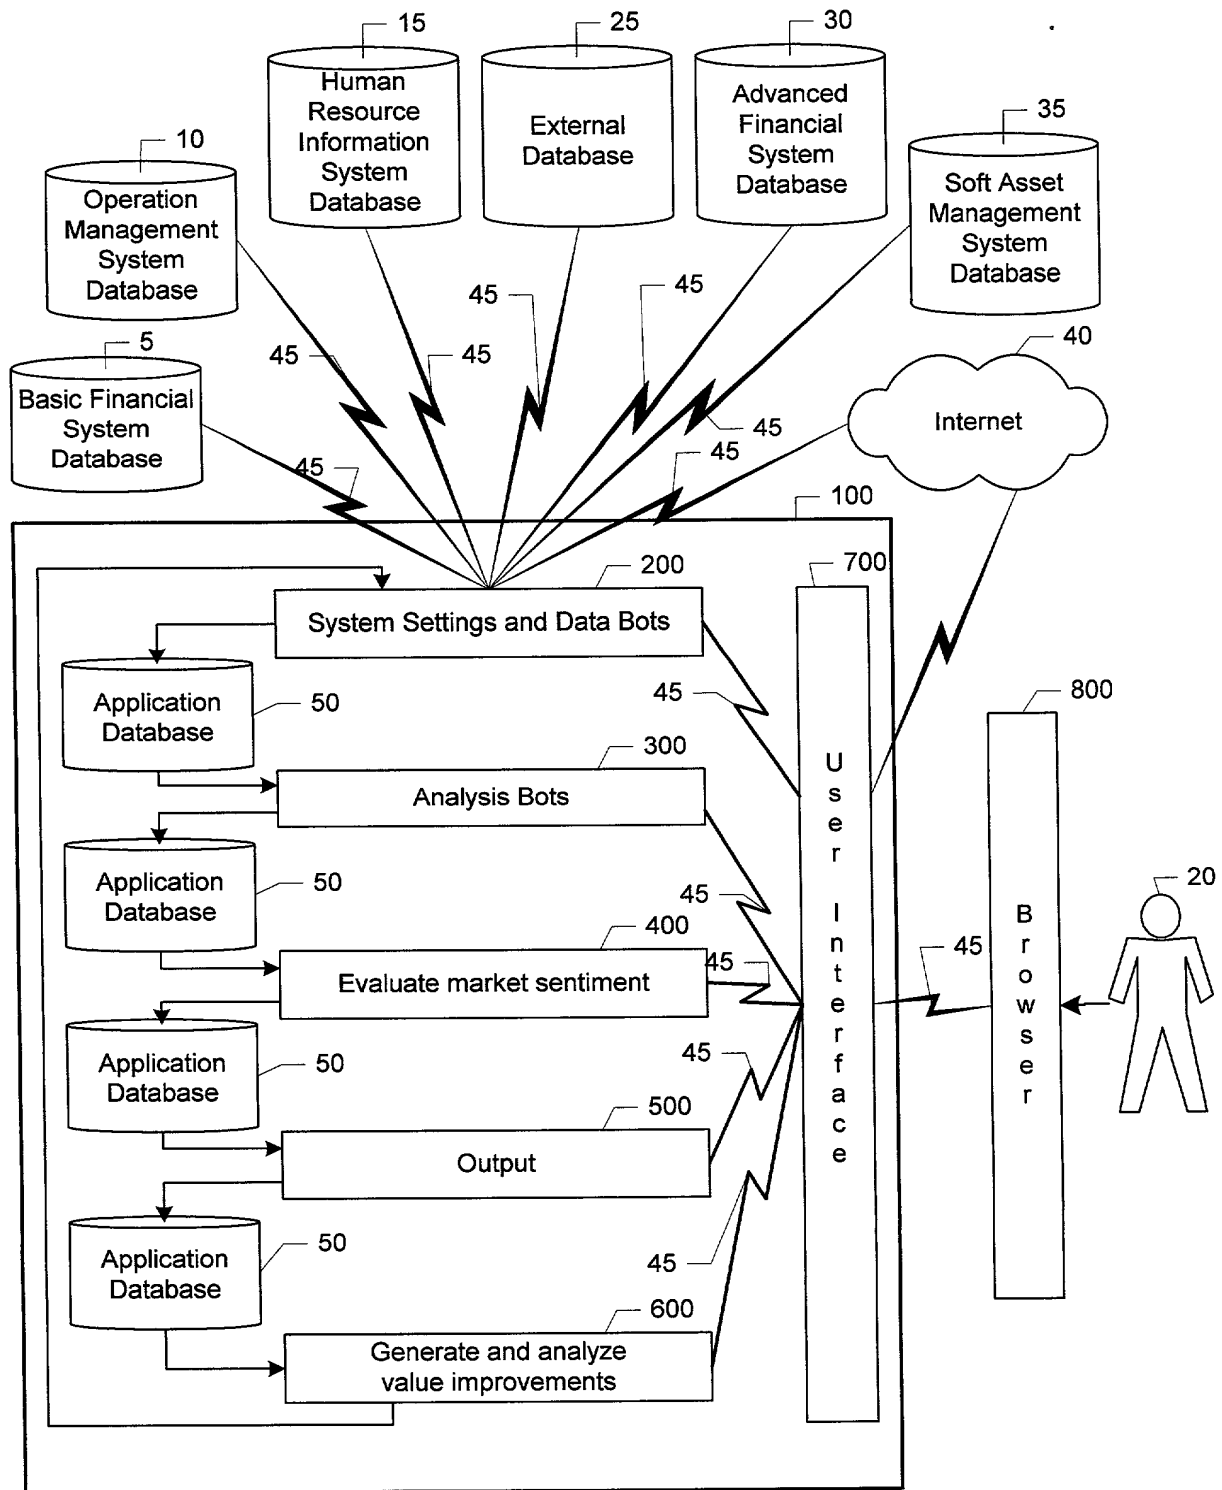 15
25
30
Human
Resource
Information
System
Database
External
Database
Advanced
Financial
System
Database
35
10
Operation
Management
System
Database
Soft Asset
Management
System
Database
5
Basic Financial
System
Database
45
45
45
45
45
45
45
40
Internet
100
200
700
System Settings and Data Bots
45
50
Application
Database
800
300
Analysis Bots
User Interface
50
Application
Database
45
20
400
Browser
45
Evaluate market sentiment
45
50
Application
Database
45
500
Output
50
Application
Database
45
600
Generate and analyze
value improvements